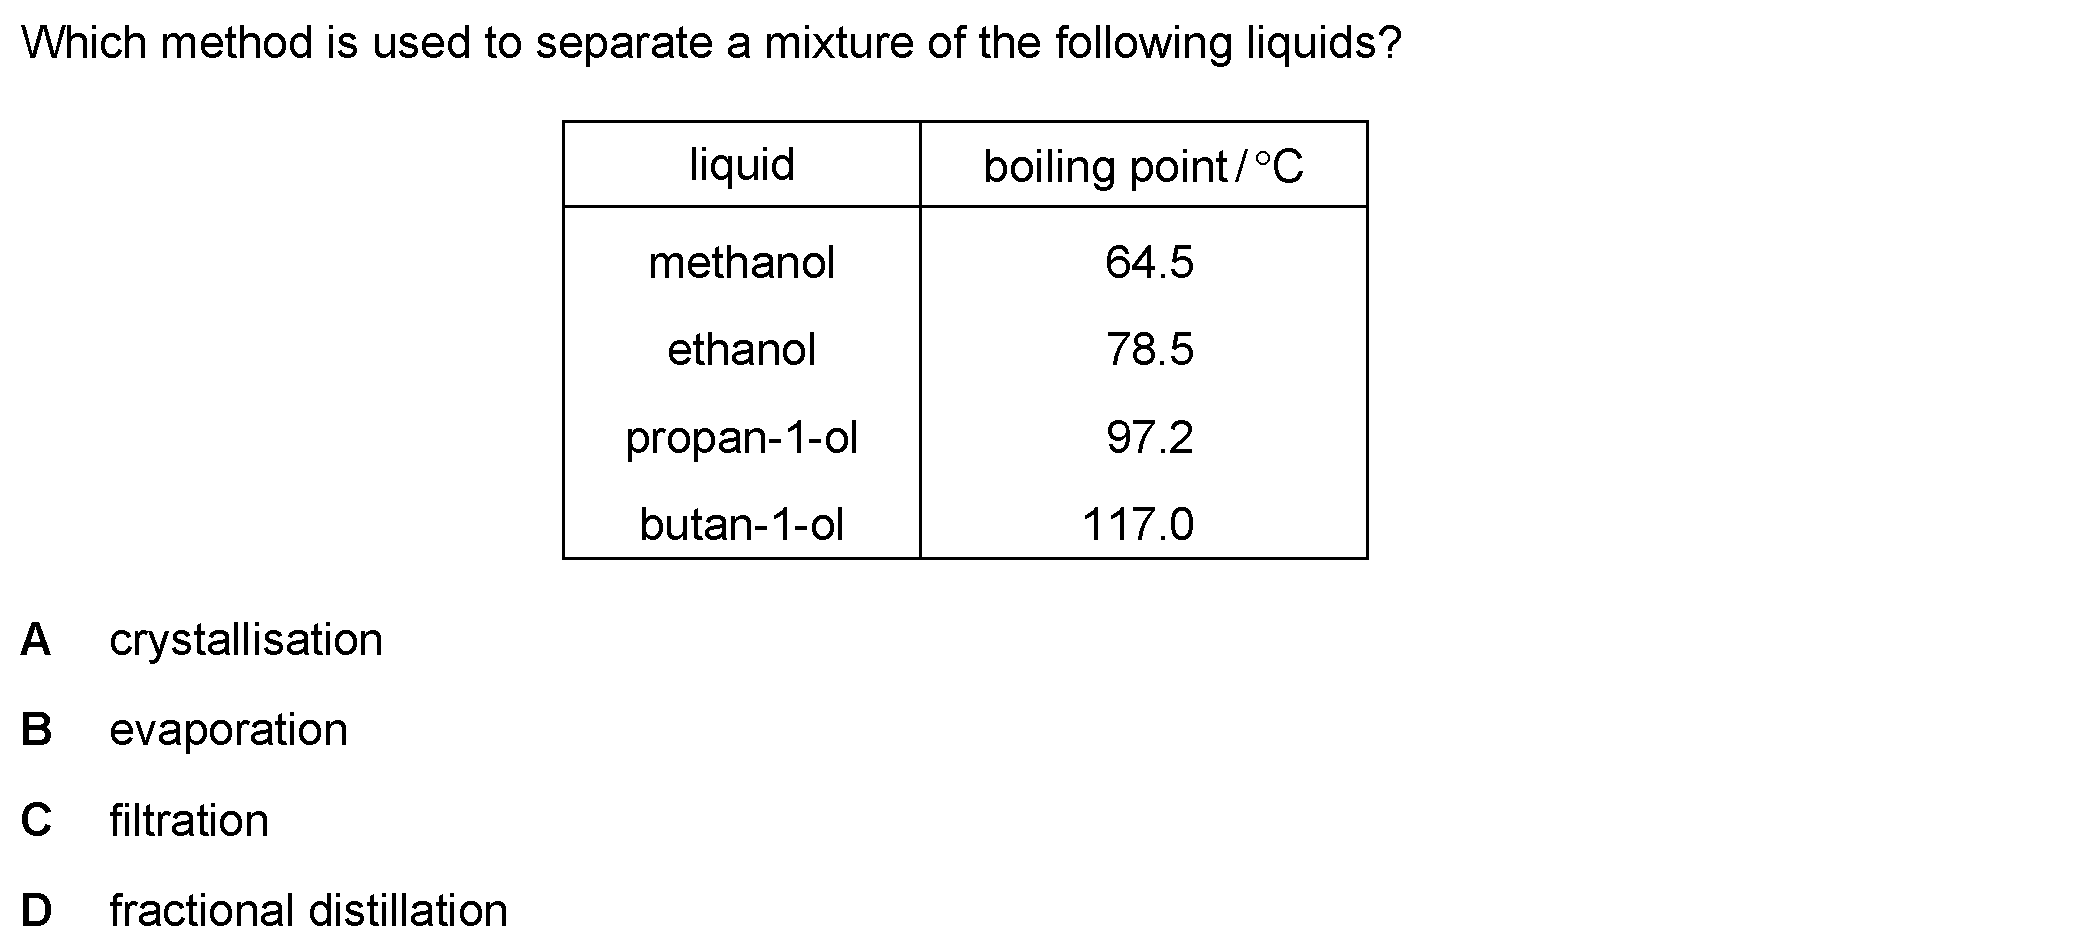 Which method is used to separate a mixture of the following liquids?
liquid boiling point / °C
methanol 64.5
ethanol 78.5
propan-1-ol 97.2
butan-1-ol 117.0
A crystallisation
B evaporation
C filtration
D fractional distillation